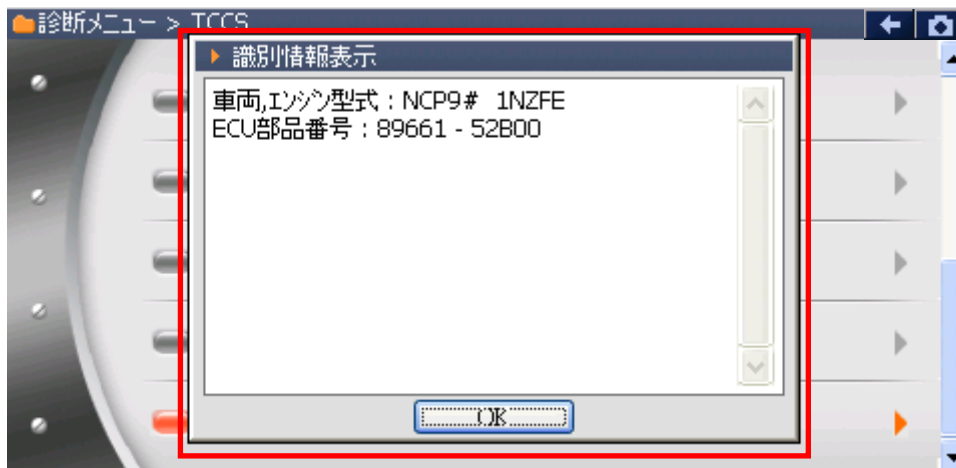 診断メニュー > TCCS
識別情報表示
車両,エンジン型式：NCP9#　1NZFE
ECU部品番号：89661 - 52B00
OK